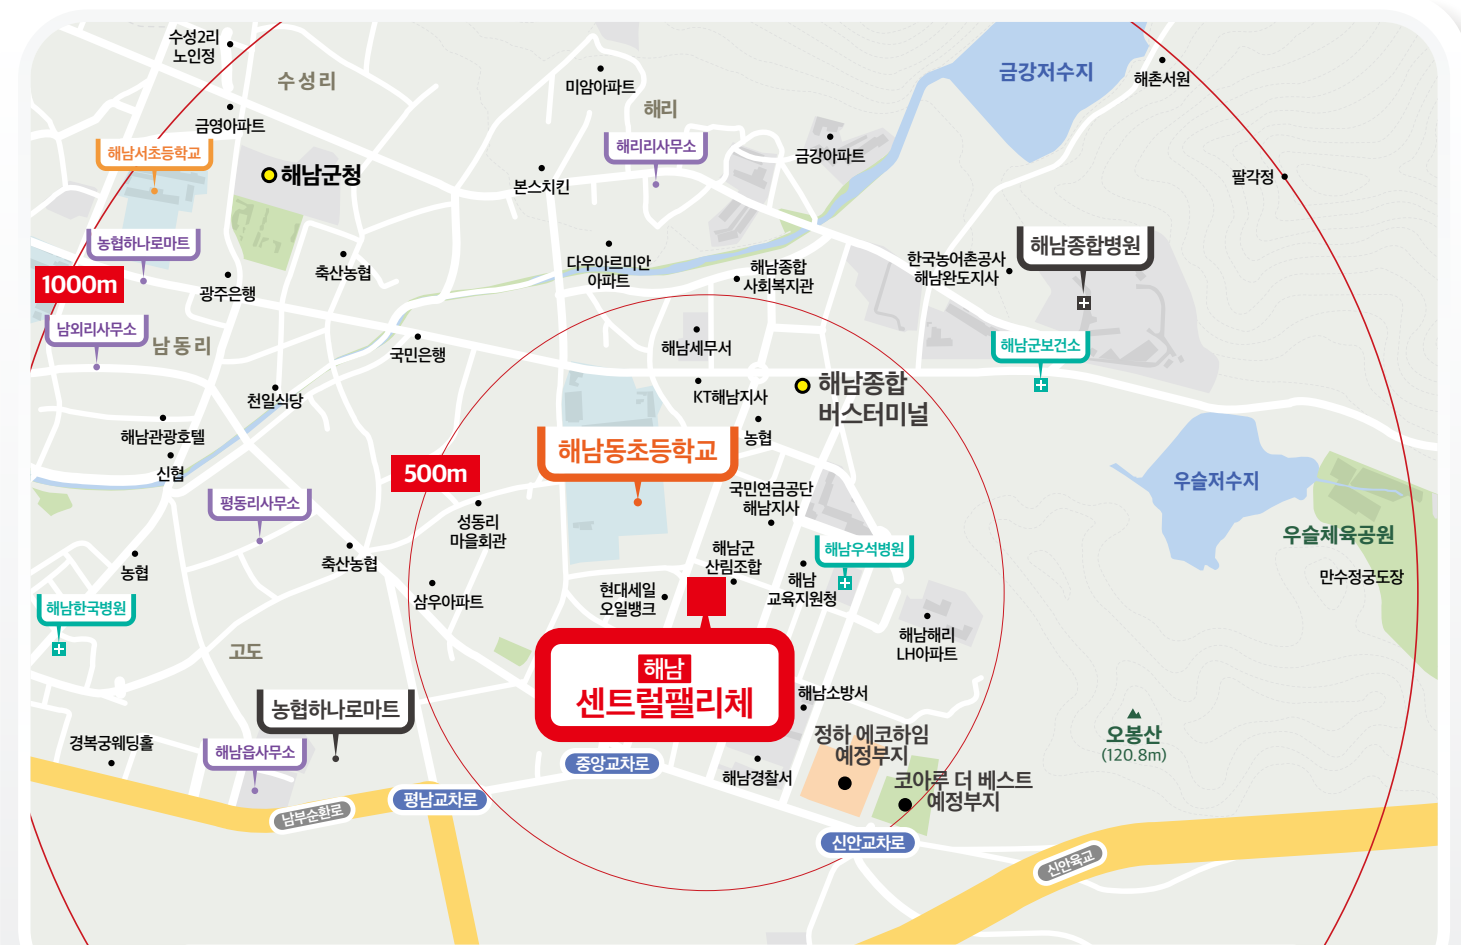 수성2리
노인정
수성리
금영아파트
해남서초등학교
해남군청
농협하나로마트
1000m
광주은행
축산농협
남외리사무소
남동리
국민은행
천일식당
해남관광호텔
신협
평동리사무소
농협
축산농협
해남한국병원
고도
농협하나로마트
경복궁웨딩홀
해남읍사무소
남부순환로
평남교차로
미암아파트
해리
해리리사무소
본스치킨
다우아르미안
아파트
해남종합
사회복지관
금강아파트
금강저수지
해촌서원
팔각정
한국농어촌공사
해남완도지사
해남종합병원
해남군보건소
해남세무서
KT해남지사
해남종합
버스터미널
농협
해남동초등학교
500m
성동리
마을회관
삼우아파트
국민연금공단
해남지사
해남군
산림조합
해남우석병원
해남
교육지원청
현대세일
오일뱅크
해남
센트럴팰리체
해남해리
LH아파트
해남소방서
정하 에코하임
예정부지
코아루 더 베스트
예정부지
해남경찰서
중앙교차로
신안교차로
신안육교
우슬저수지
우슬체육공원
만수정궁도장
오봉산
(120.8m)